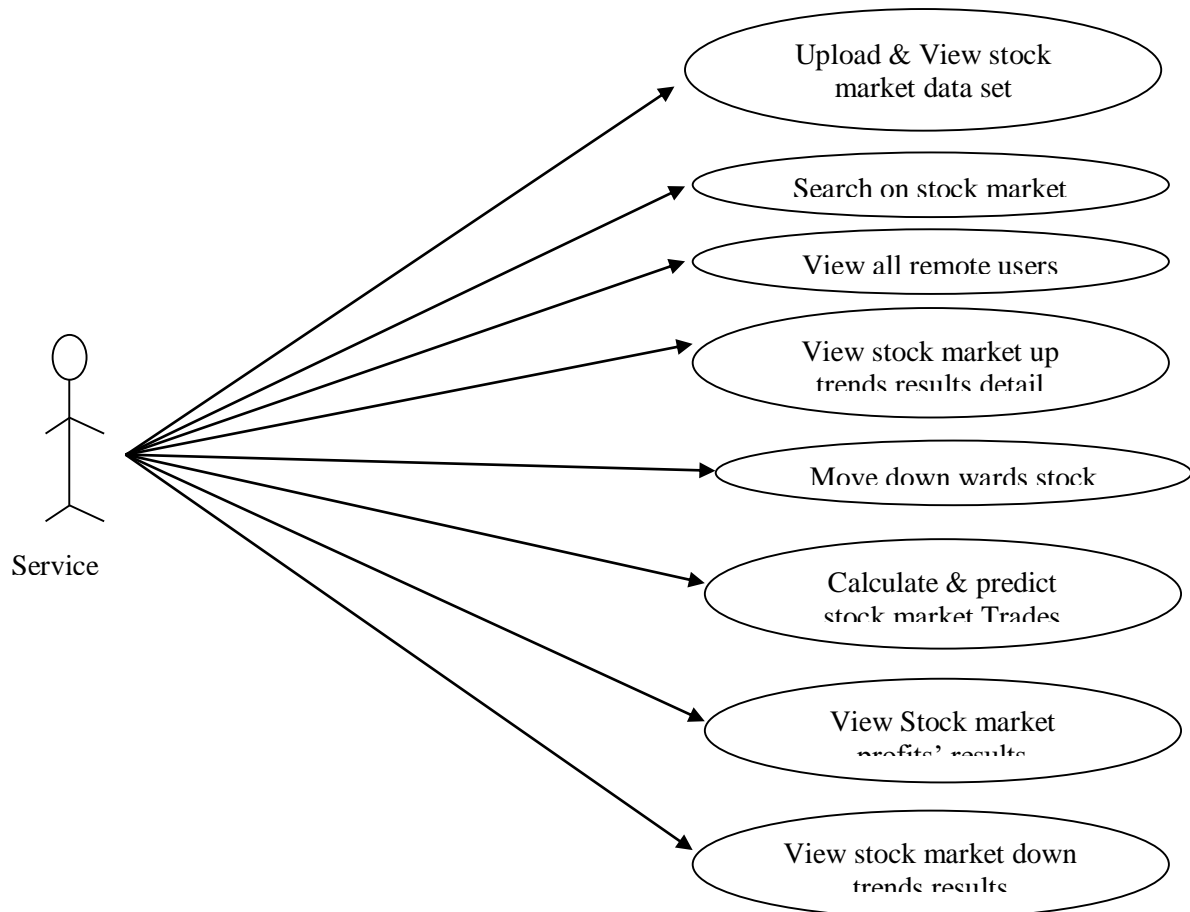 Upload & View stock
market data set
Search on stock market
View all remote users
View stock market up
trends results detail
Move down wards stock
Service
Calculate & predict
stock market Trades
View Stock market
profits’ results
View stock market down
trends results